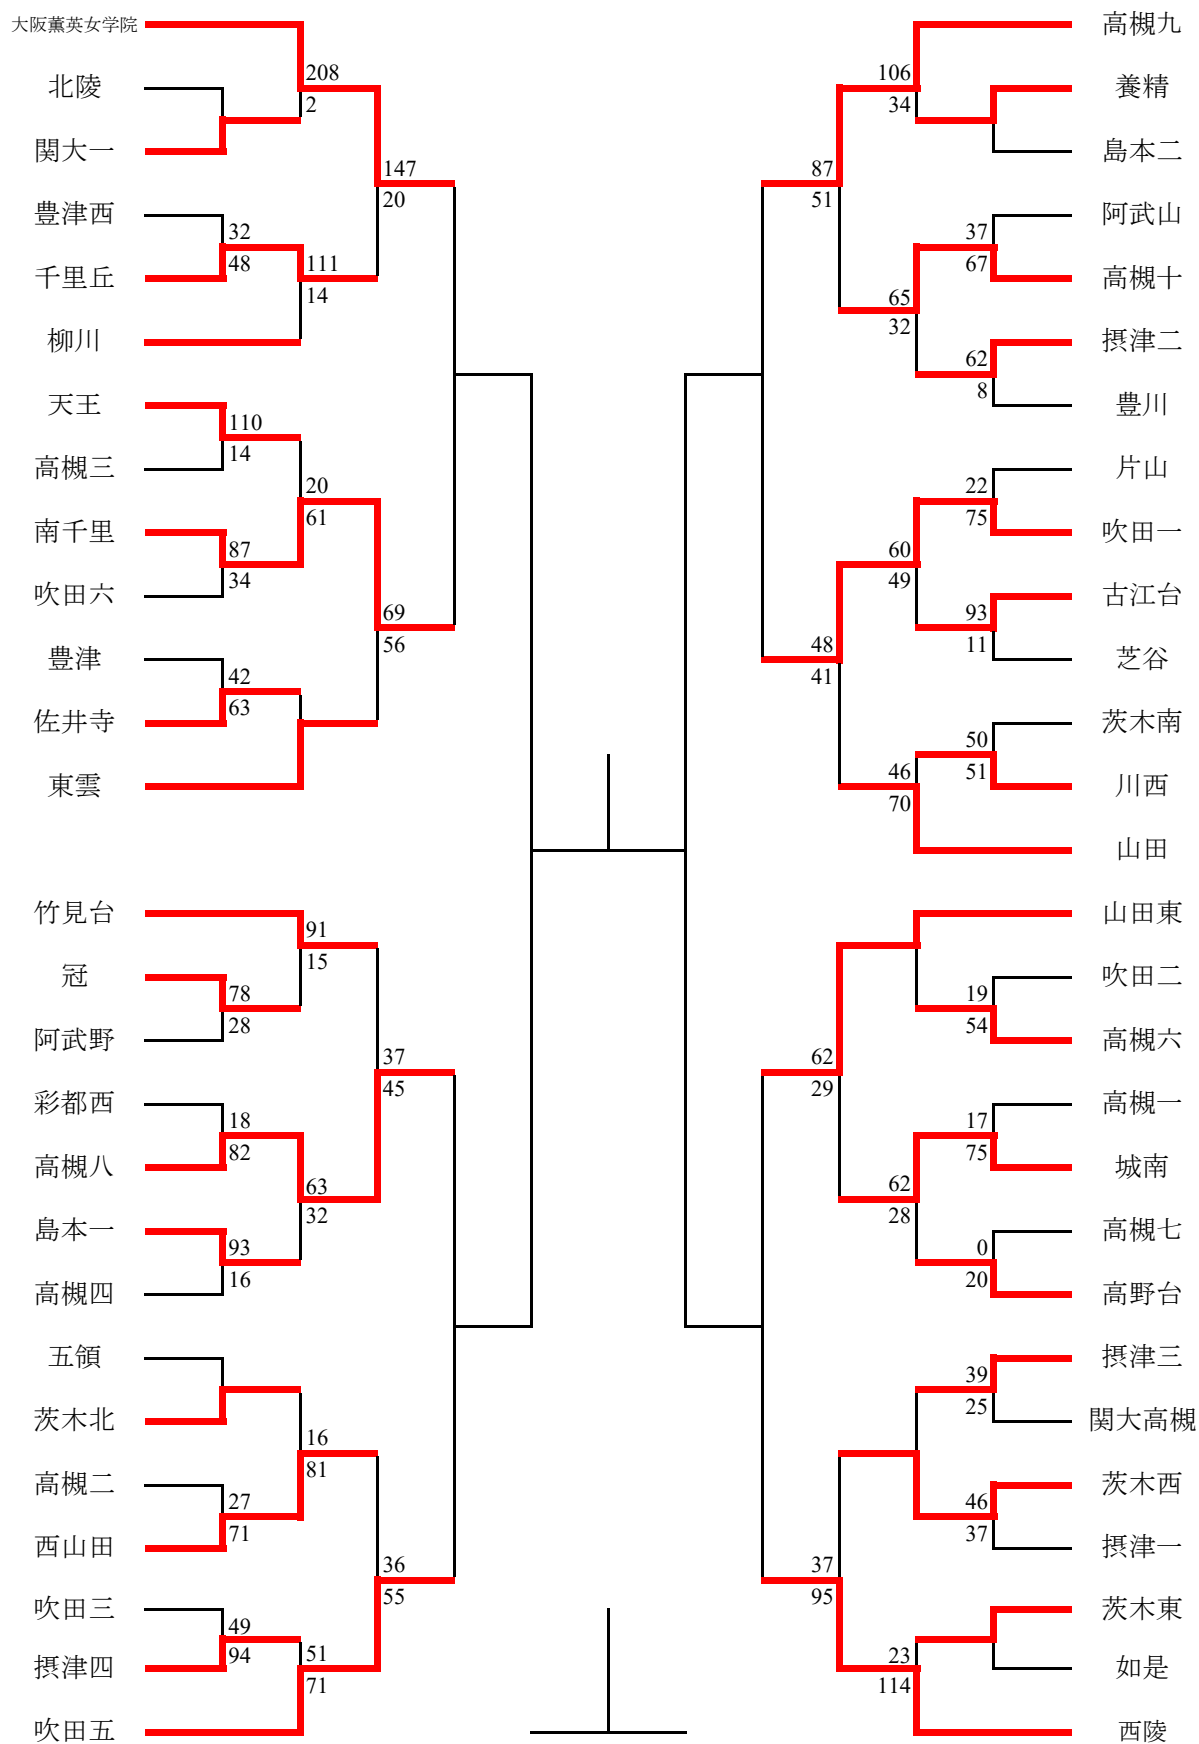 大阪薫英女学院
208
北陵
2
関大一
147
20
豊津西
32
48
千里丘
111
14
柳川
天王
110
14
高槻三
20
61
南千里
87
34
吹田六
69
56
豊津
42
63
佐井寺
東雲
竹見台
91
15
冠
78
28
阿武野
37
45
彩都西
18
82
高槻八
63
32
島本一
93
16
高槻四
五領
茨木北
16
81
高槻二
27
71
西山田
36
55
吹田三
49
94
摂津四
51
71
吹田五
高槻九
106
34
養精
島本二
87
51
阿武山
37
67
高槻十
65
32
摂津二
62
8
豊川
片山
22
75
吹田一
60
49
古江台
93
11
芝谷
48
41
茨木南
50
51
川西
46
70
山田
山田東
吹田二
19
54
高槻六
62
29
高槻一
17
75
城南
62
28
高槻七
0
20
高野台
摂津三
39
25
関大高槻
茨木西
46
37
摂津一
37
95
茨木東
如是
23
114
西陵